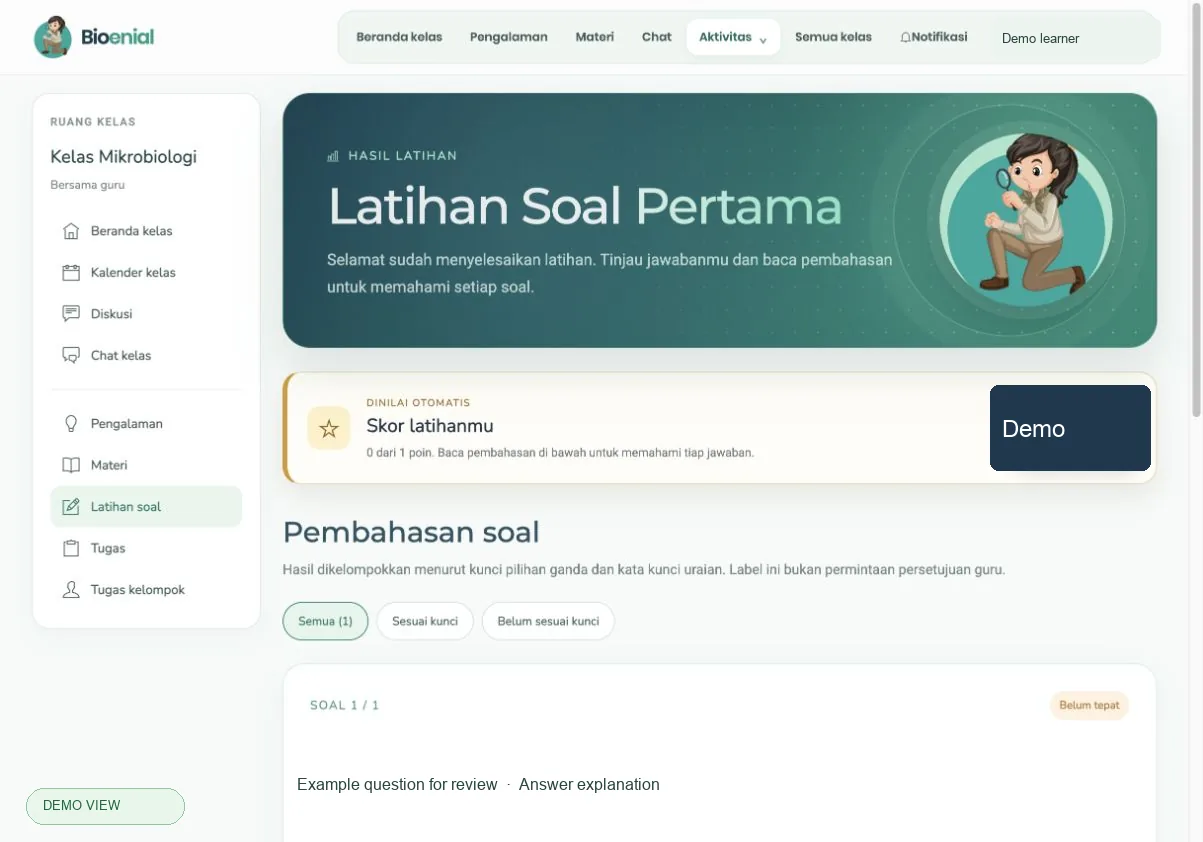 Bioenial
Beranda kelas
Pengalaman
Materi
Chat
Aktivitas
Semua kelas
Notifikasi
Demo learner
RUANG KELAS
Kelas Mikrobiologi
Bersama guru
Beranda kelas
Kalender kelas
Diskusi
Chat kelas
Pengalaman
Materi
Latihan soal
Tugas
Tugas kelompok
HASIL LATIHAN
Latihan Soal Pertama
Selamat sudah menyelesaikan latihan. Tinjau jawabanmu dan baca pembahasan
untuk memahami setiap soal.
DINILAI OTOMATIS
Skor latihanmu
0 dari 1 poin. Baca pembahasan di bawah untuk memahami tiap jawaban.
Demo
Pembahasan soal
Hasil dikelompokkan menurut kunci pilihan ganda dan kata kunci uraian. Label ini bukan permintaan persetujuan guru.
Semua (1)
Sesuai kunci
Belum sesuai kunci
SOAL 1 / 1
Belum tepat
Example question for review · Answer explanation
DEMO VIEW